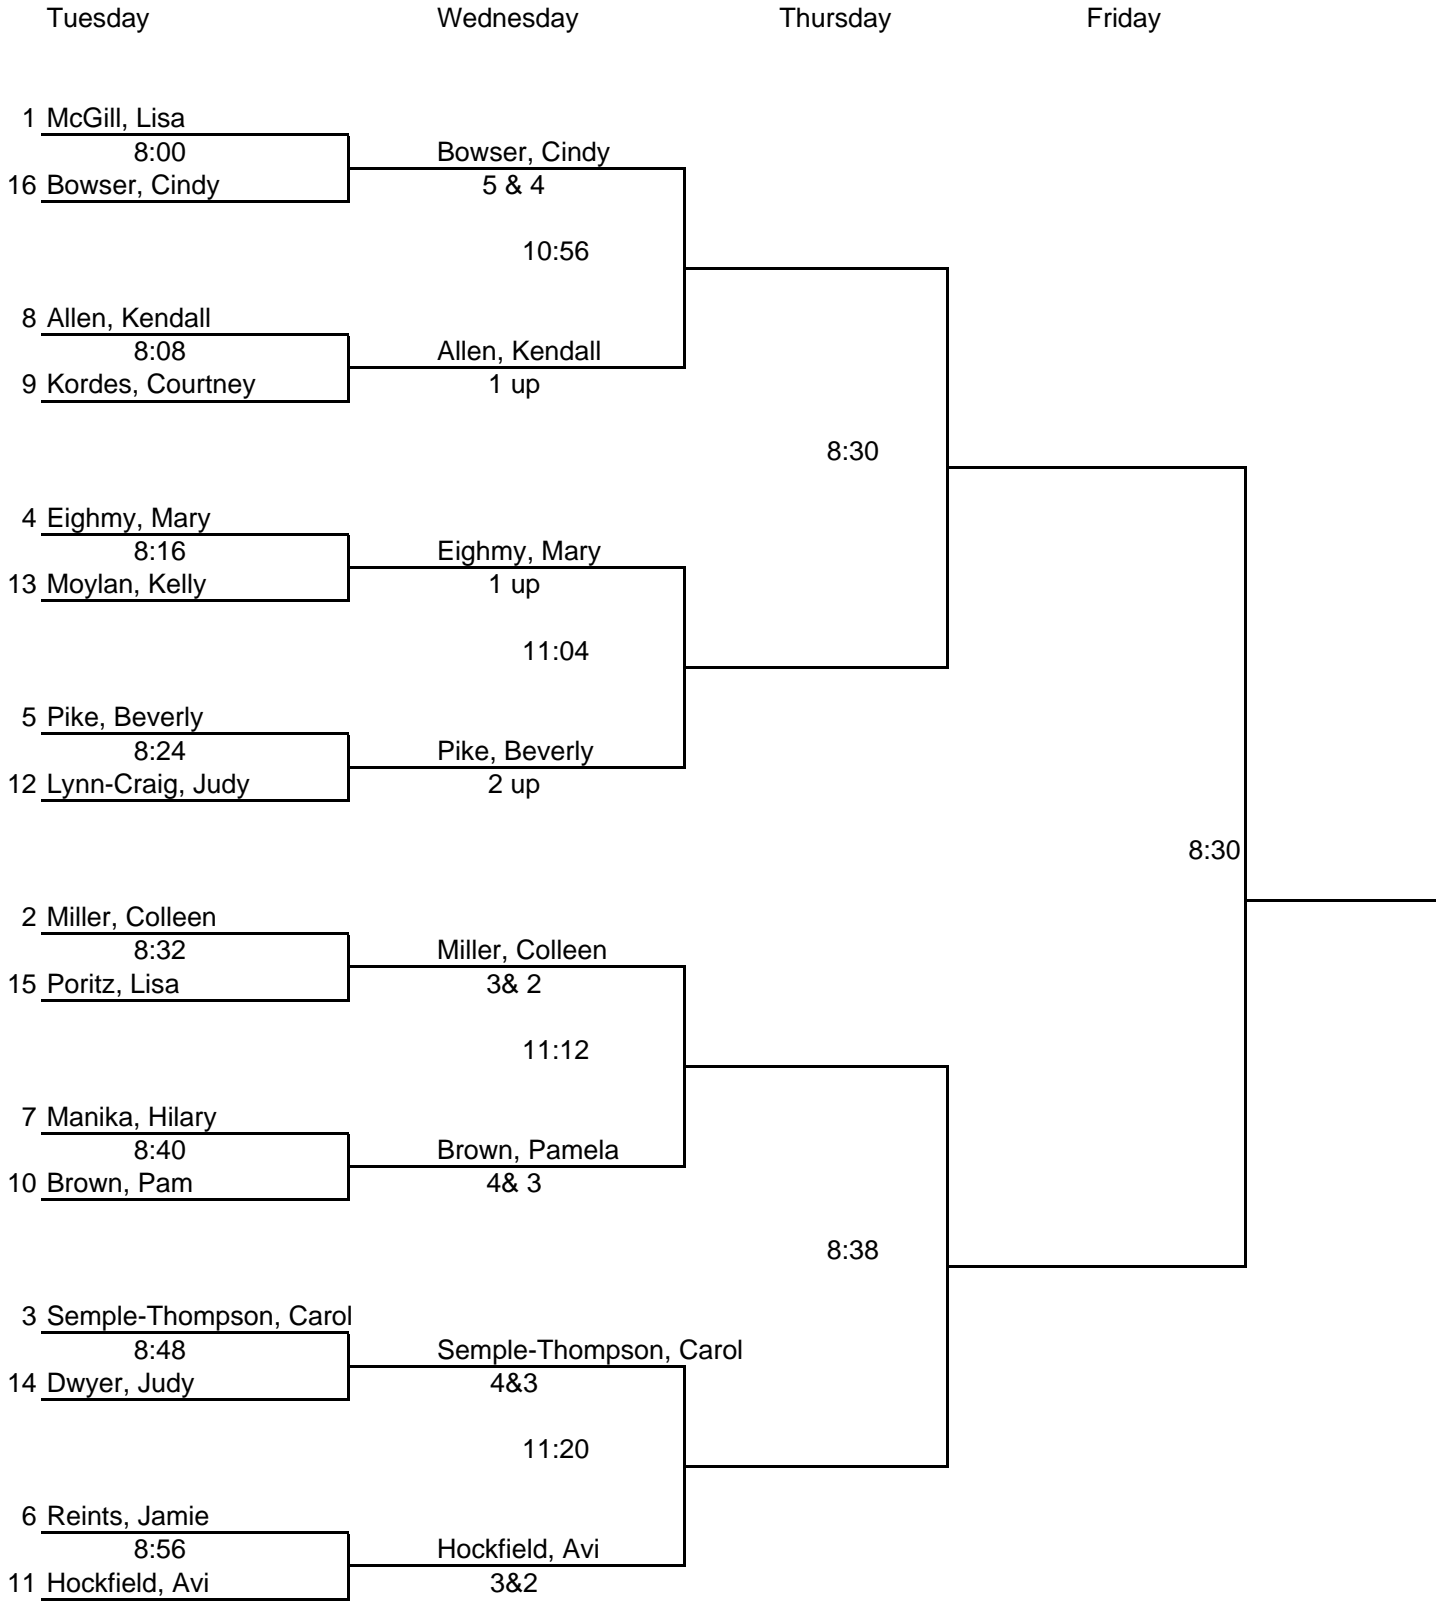 Tuesday Wednesday Thursday Friday
1 McGill, Lisa
8:00 Bowser, Cindy
16 Bowser, Cindy 5 & 4
10:56
8 Allen, Kendall
8:08 Allen, Kendall
9 Kordes, Courtney 1 up
8:30
4 Eighmy, Mary
8:16 Eighmy, Mary
13 Moylan, Kelly 1 up
11:04
5 Pike, Beverly
8:24 Pike, Beverly
12 Lynn-Craig, Judy 2 up
8:30
2 Miller, Colleen
8:32 Miller, Colleen
15 Poritz, Lisa 3& 2
11:12
7 Manika, Hilary
8:40 Brown, Pamela
10 Brown, Pam 4& 3
8:38
3 Semple-Thompson, Carol
8:48 Semple-Thompson, Carol
14 Dwyer, Judy 4&3
11:20
6 Reints, Jamie
8:56 Hockfield, Avi
11 Hockfield, Avi 3&2